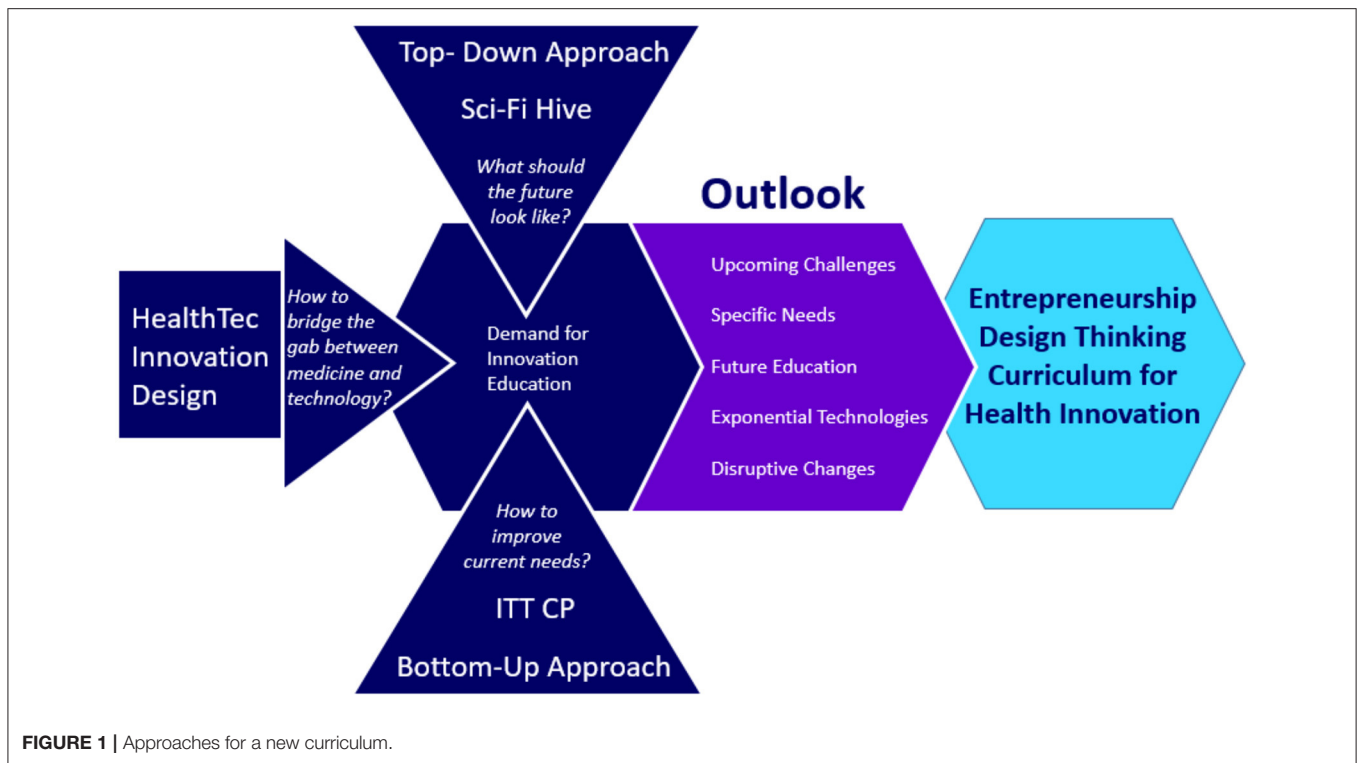 Top- Down Approach
Sci-Fi Hive
What should
the future
look like?
HealthTec
Innovation
Design
How to
bridge the
gab between
medicine and
technology?
Demand for
Innovation
Education
How to
improve
current needs?
ITT CP
Bottom-Up Approach
Outlook
Upcoming Challenges
Specific Needs
Future Education
Exponential Technologies
Disruptive Changes
Entrepreneurship
Design Thinking
Curriculum for
Health Innovation
FIGURE 1 | Approaches for a new curriculum.